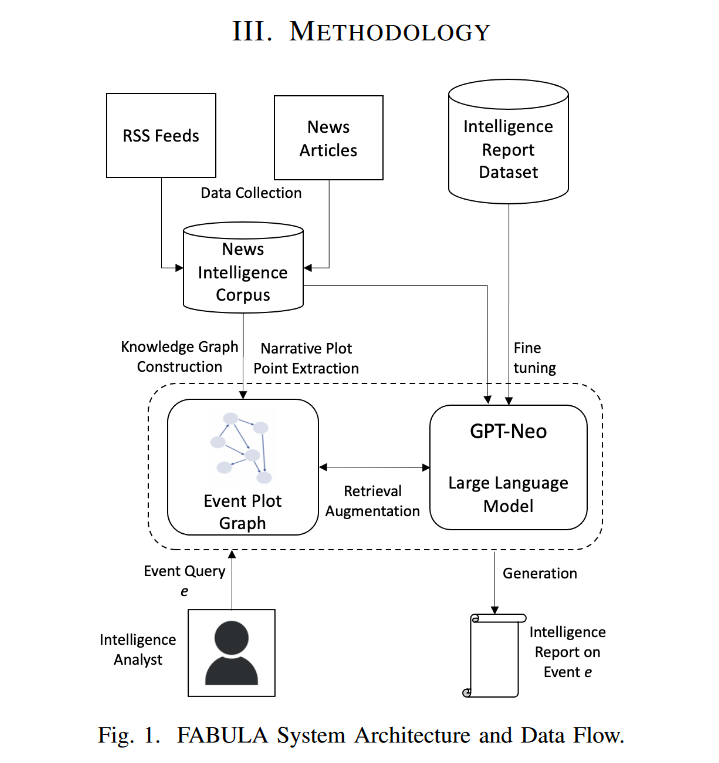 III. METHODOLOGY
RSS Feeds
News
Articles
Intelligence
Report
Dataset
Data Collection
News
Intelligence
Corpus
Knowledge Graph
Construction
Narrative Plot
Point Extraction
Fine
tuning
Event Plot
Graph
Retrieval
Augmentation
GPT-Neo
Large Language
Model
Event Query
e
Generation
Intelligence
Analyst
Intelligence
Report on
Event e
Fig. 1. FABULA System Architecture and Data Flow.